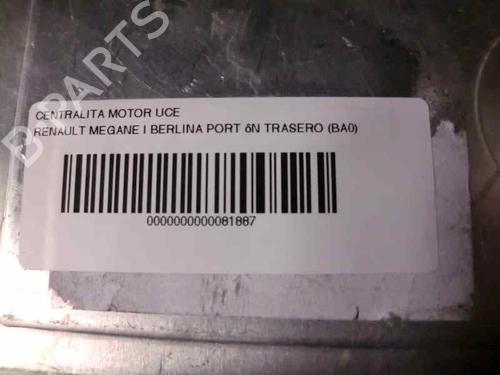 CENTRALITA MOTOR UCE
RENAULT MEGANE I BERLINA PORT óN TRASERO (BA0)
0000000000081887
B-PARTS